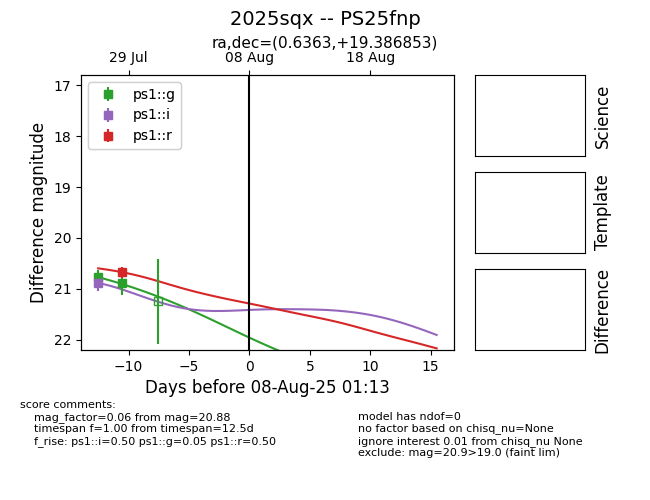 2025sqx -- PS25fnp
ra,dec=(0.6363,+19.386853)
29 Jul 08 Aug 18 Aug
ps1::g
ps1::i
ps1::r
17
18
19
20
21
22
Difference magnitude
−10 −5 0 5 10 15
Days before 08-Aug-25 01:13
Science
Template
Difference
score comments:
mag_factor=0.06 from mag=20.88
timespan f=1.00 from timespan=12.5d
f_rise: ps1::i=0.50 ps1::g=0.05 ps1::r=0.50
model has ndof=0
no factor based on chisq_nu=None
ignore interest 0.01 from chisq_nu None
exclude: mag=20.9>19.0 (faint lim)